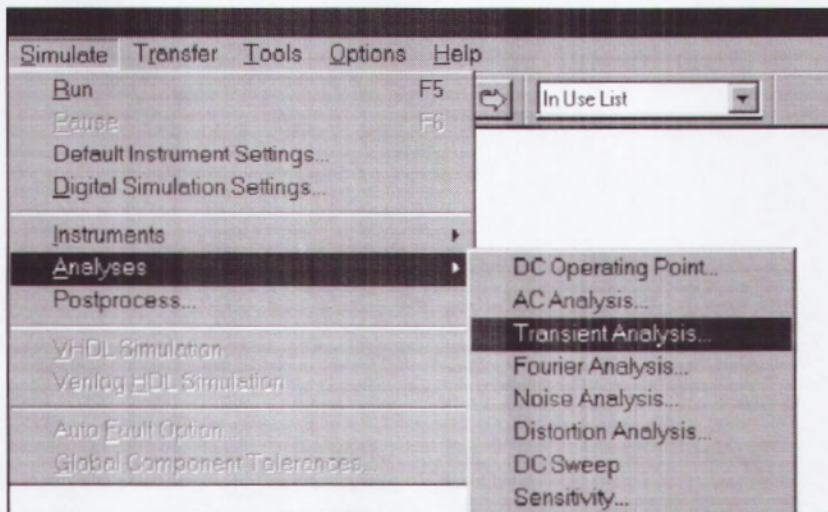 Simulate Transfer Tools Options Help
Run F5
Pause F6
Default Instrument Settings...
Digital Simulation Settings...
In Use List
Instruments
Analyses
Postprocess...
VHDL Simulation
Verilog HDL Simulation
Auto Fault Option...
Global Component Tolerances...
DC Operating Point...
AC Analysis...
Transient Analysis...
Fourier Analysis...
Noise Analysis...
Distortion Analysis...
DC Sweep
Sensitivity...